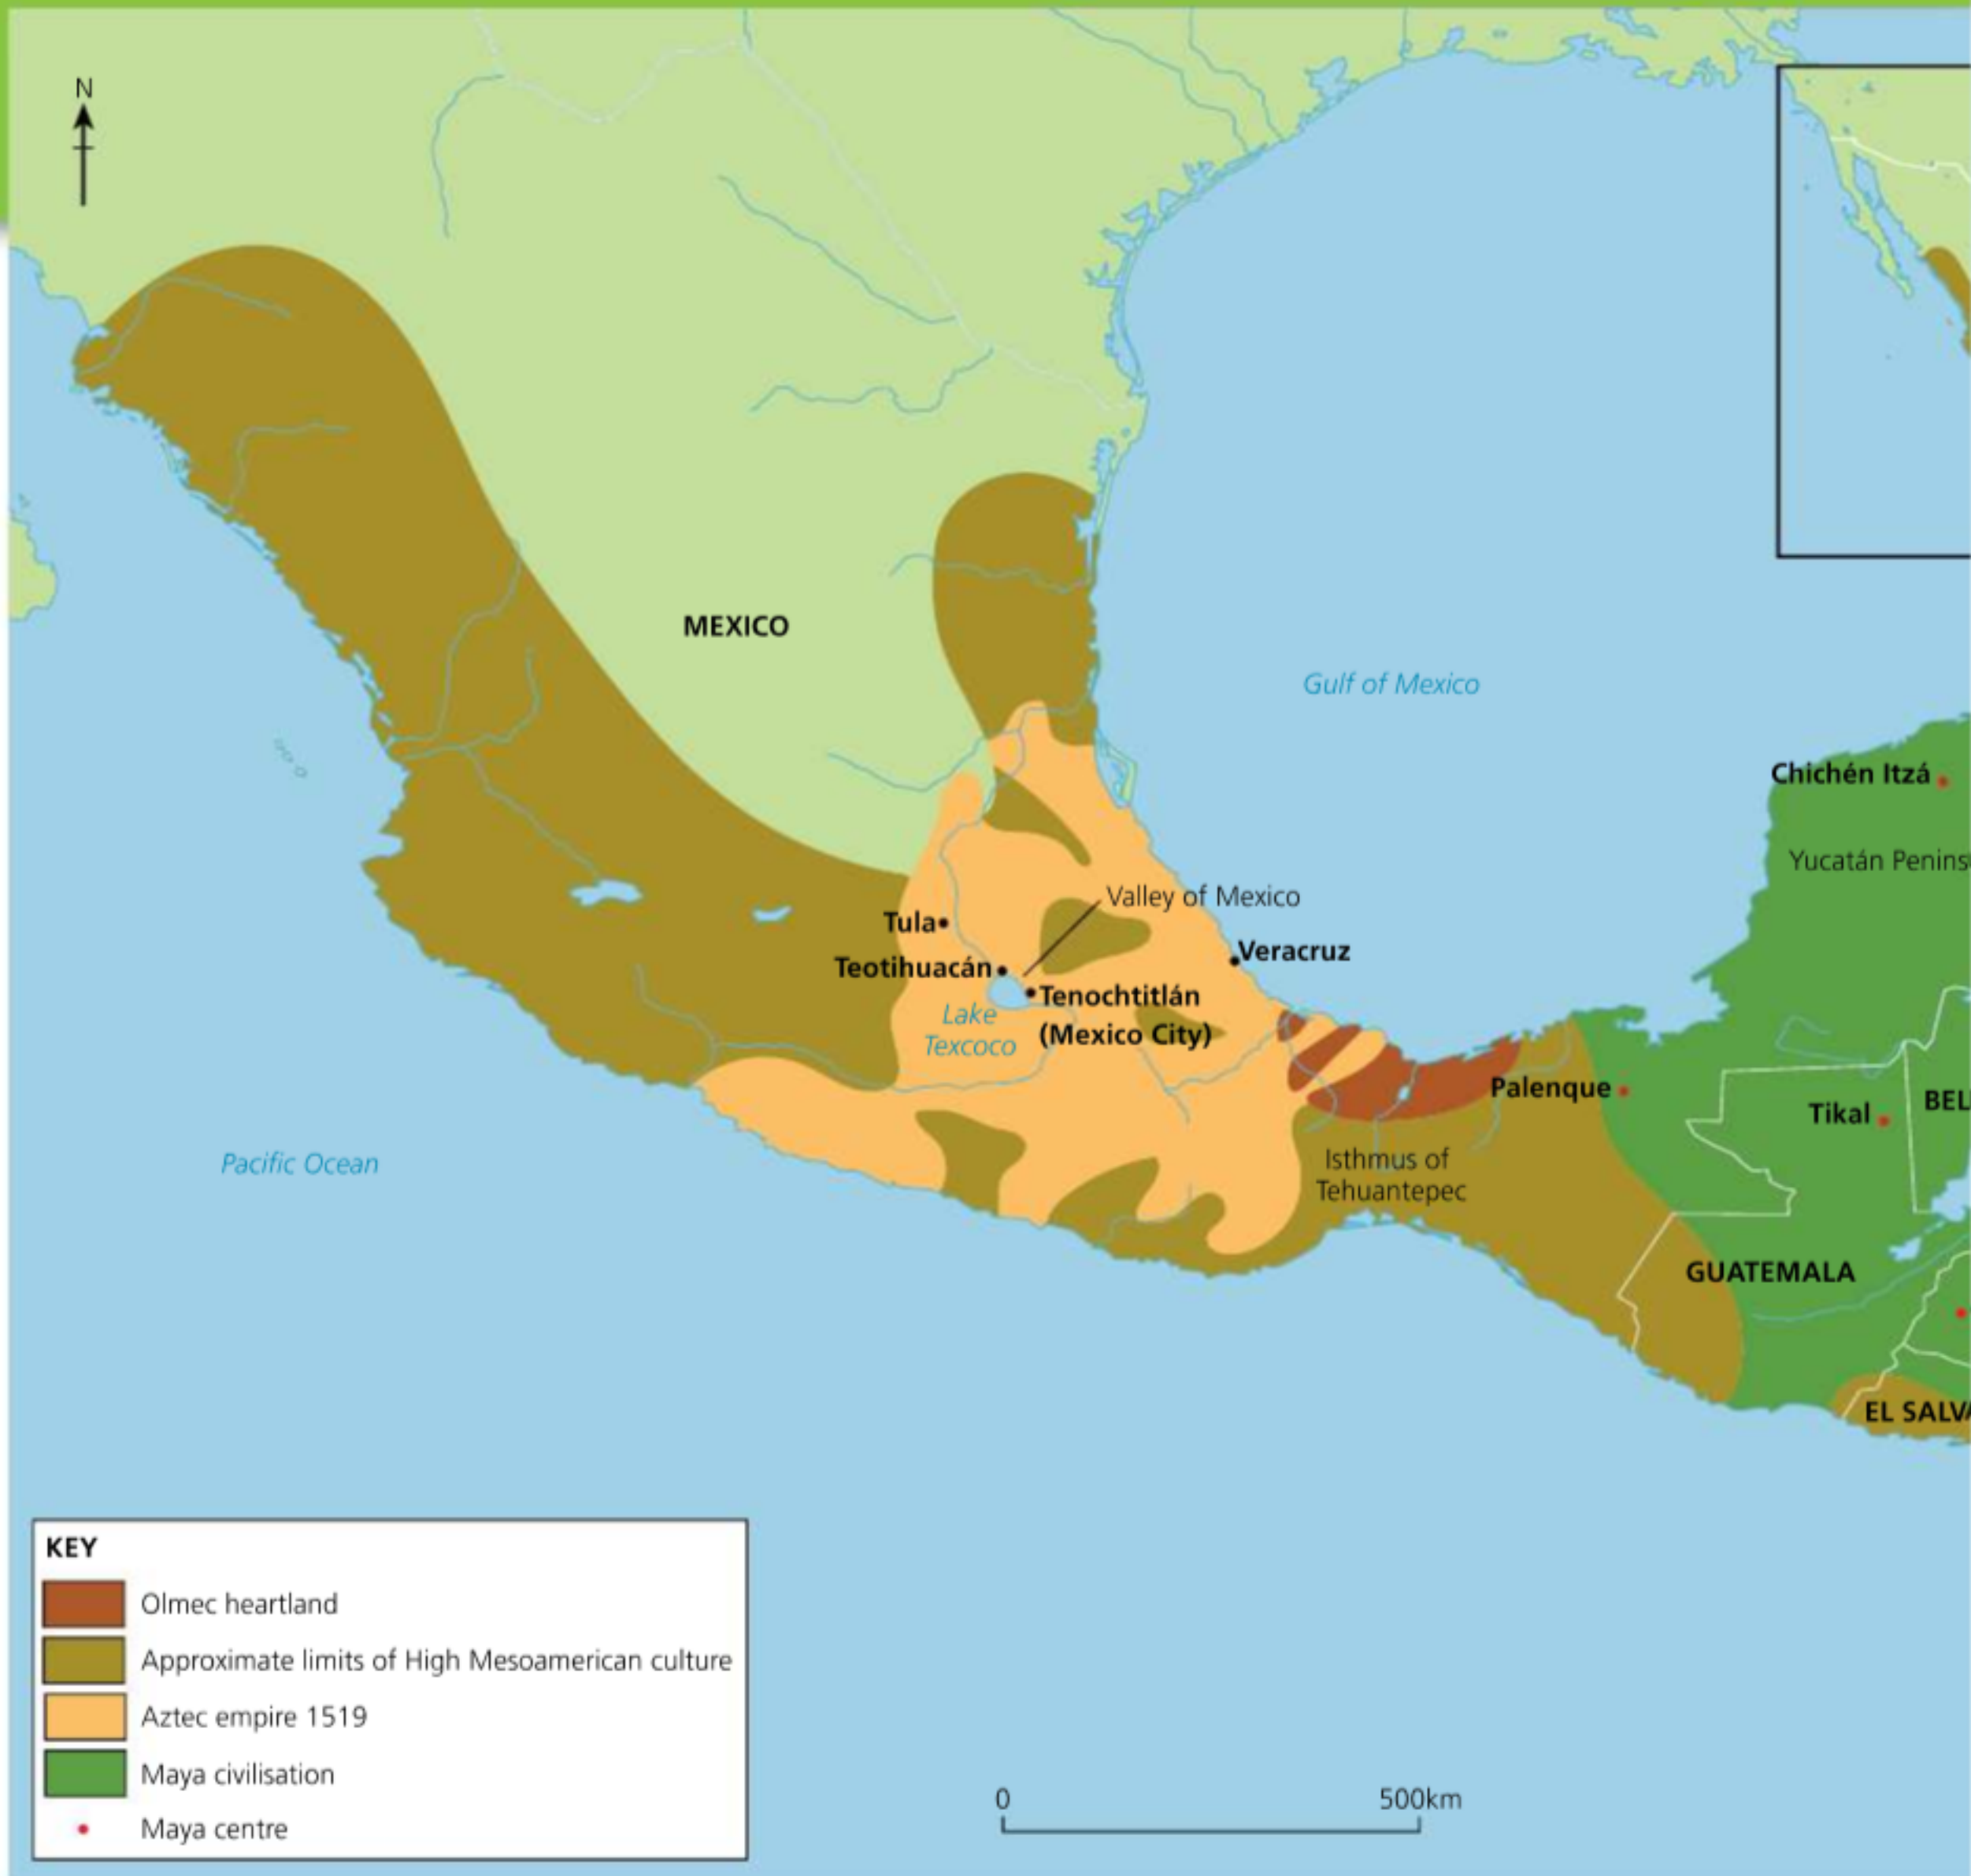 N
MEXICO
Gulf of Mexico
Chichén Itzá
Yucatán Penins
Valley of Mexico
Tula
Veracruz
Teotihuacán
Tenochtitlán
(Mexico City)
Lake
Texcoco
Palenque
Tikal
BEL
Isthmus of
Tehuantepec
Pacific Ocean
GUATEMALA
EL SALVA
KEY
Olmec heartland
Approximate limits of High Mesoamerican culture
Aztec empire 1519
Maya civilisation
Maya centre
0 500km